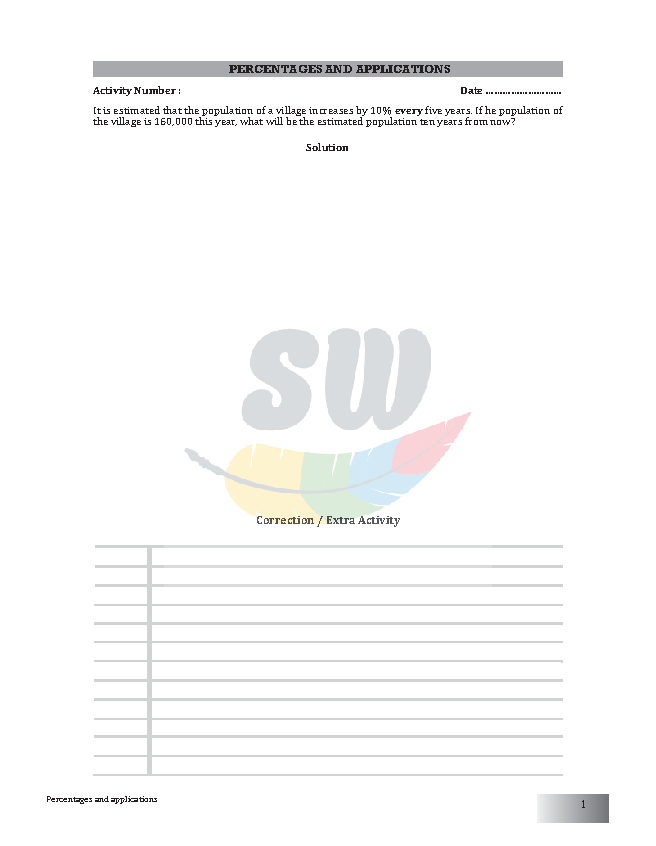 PERCENTAGES AND APPLICATIONS
Activity Number : Date ...........................
It is estimated that the population of a village increases by 10% every five years. If he population of
the village is 160,000 this year, what will be the estimated population ten years from now?
Solution
SW
Correction / Extra Activity
Percentages and applications
1